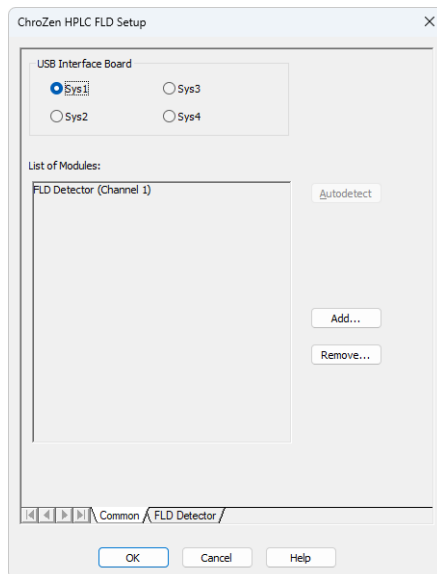 ChroZen HPLC FLD Setup
USB Interface Board
Sys1
Sys3
Sys2
Sys4
List of Modules:
FLD Detector (Channel 1)
Autodetect
Add...
Remove...
Common
FLD Detector
OK
Cancel
Help